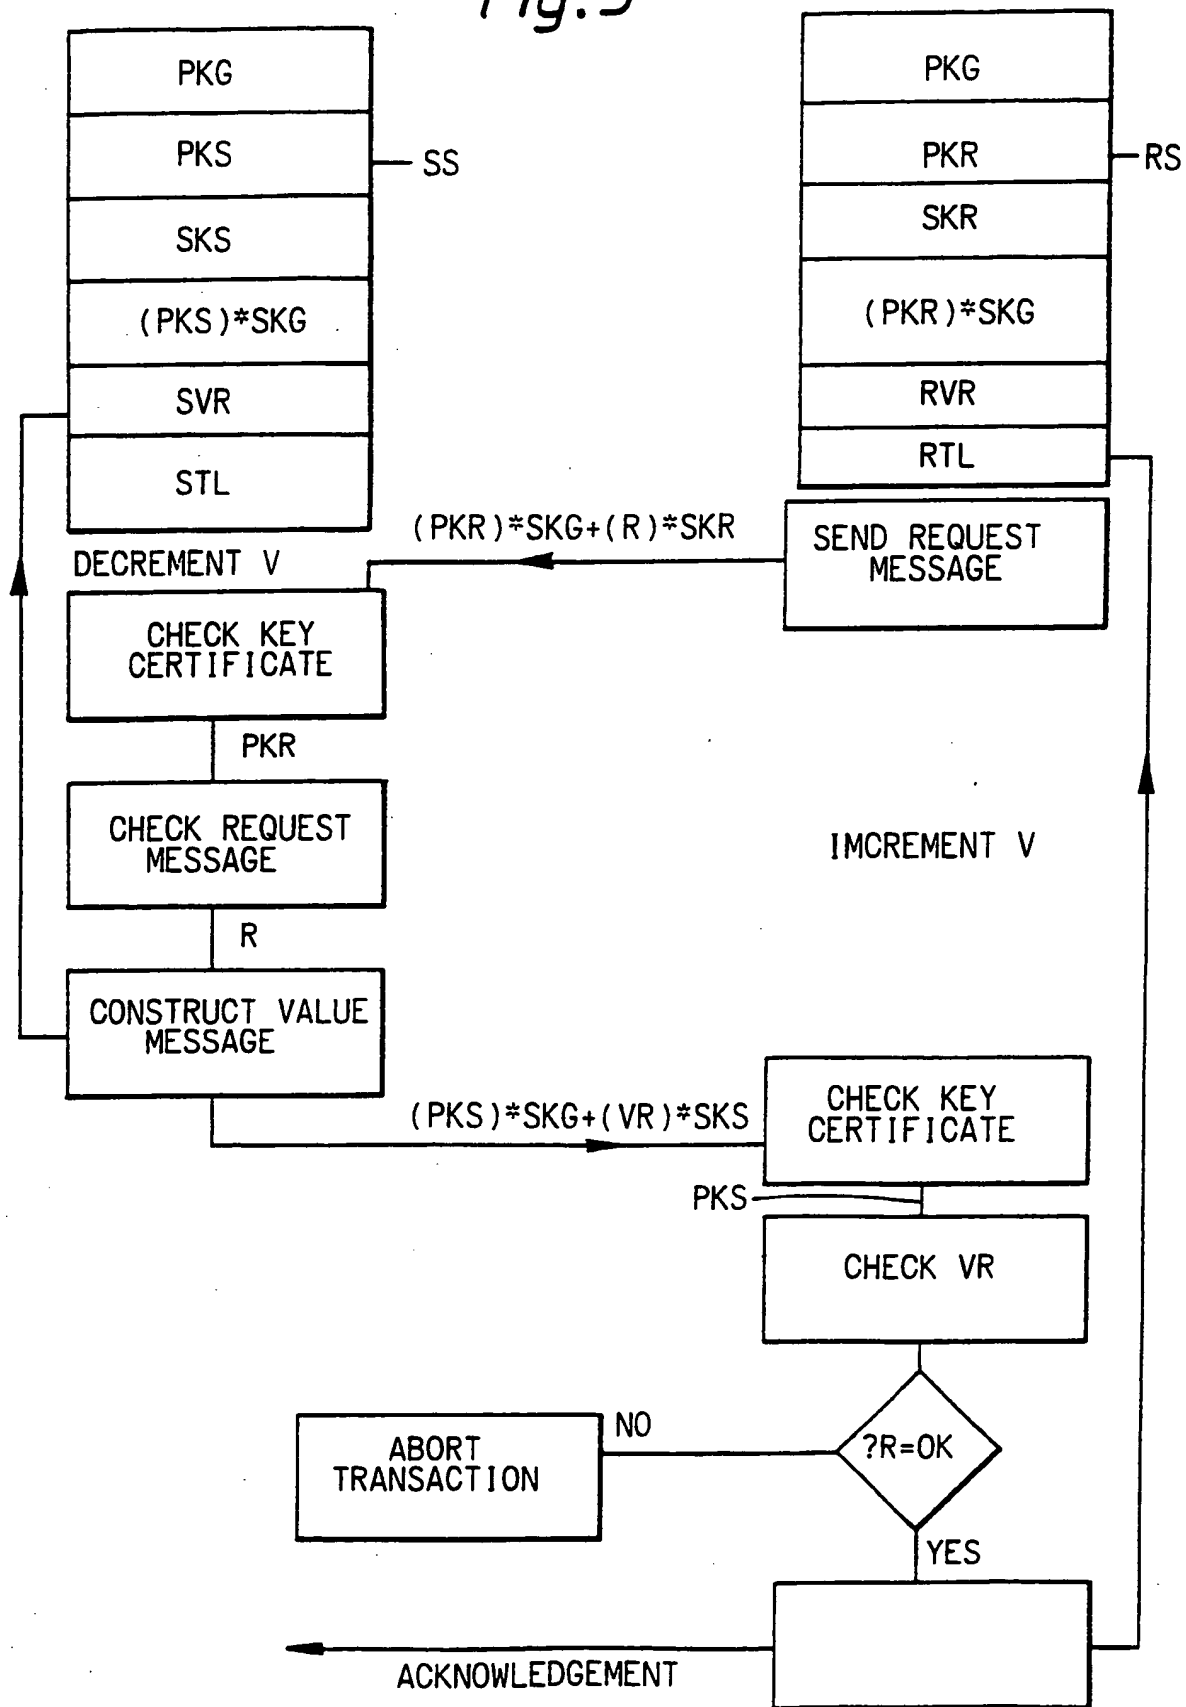 Fig.5
PKG
PKS
SS
SKS
(PKS)*SKG
SVR
STL
PKG
PKR
RS
SKR
(PKR)*SKG
RVR
RTL
(PKR)*SKG+(R)*SKR
SEND REQUEST
MESSAGE
DECREMENT V
CHECK KEY
CERTIFICATE
PKR
CHECK REQUEST
MESSAGE
IMCREMENT V
R
CONSTRUCT VALUE
MESSAGE
(PKS)*SKG+(VR)*SKS
CHECK KEY
CERTIFICATE
PKS
CHECK VR
?R=OK
NO
ABORT
TRANSACTION
YES
ACKNOWLEDGEMENT